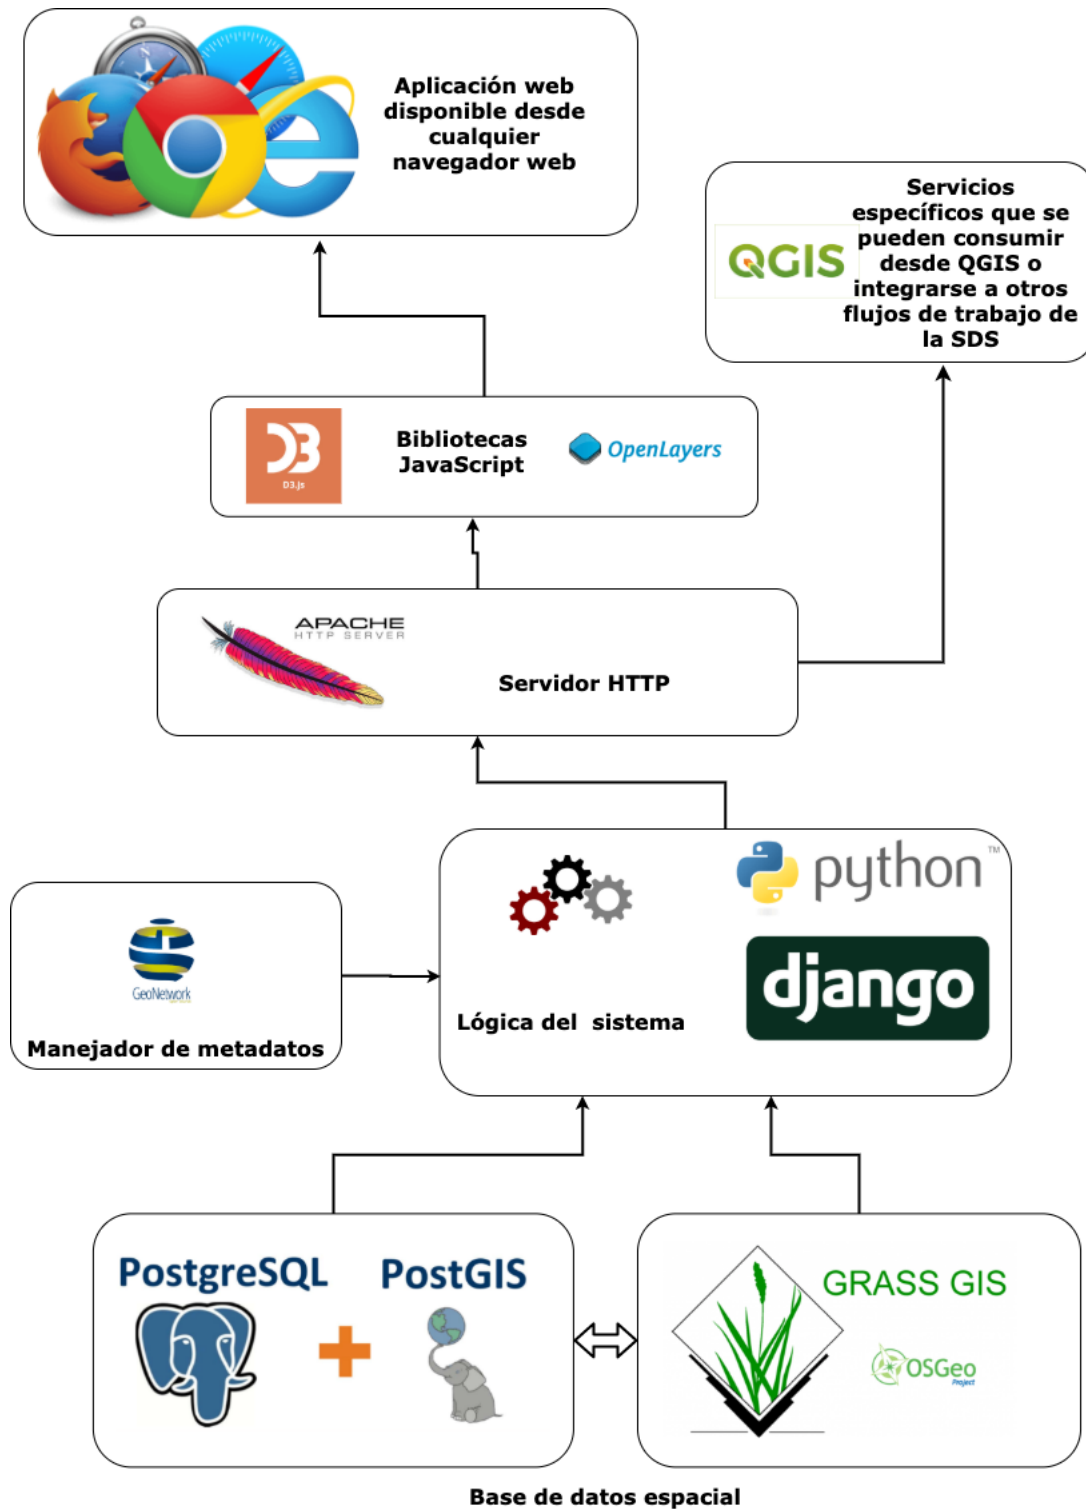 Aplicación web
disponible desde
cualquier
navegador web
Servicios
específicos que se
pueden consumir
desde QGIS o
integrarse a otros
flujos de trabajo de
la SDS
QGIS
D3.js
Bibliotecas
JavaScript
OpenLayers
APACHE
HTTP SERVER
Servidor HTTP
python™
django
Lógica del  sistema
GeoNetwork
Manejador de metadatos
PostgreSQL
PostGIS
GRASS GIS
OSGeo
Project
Base de datos espacial